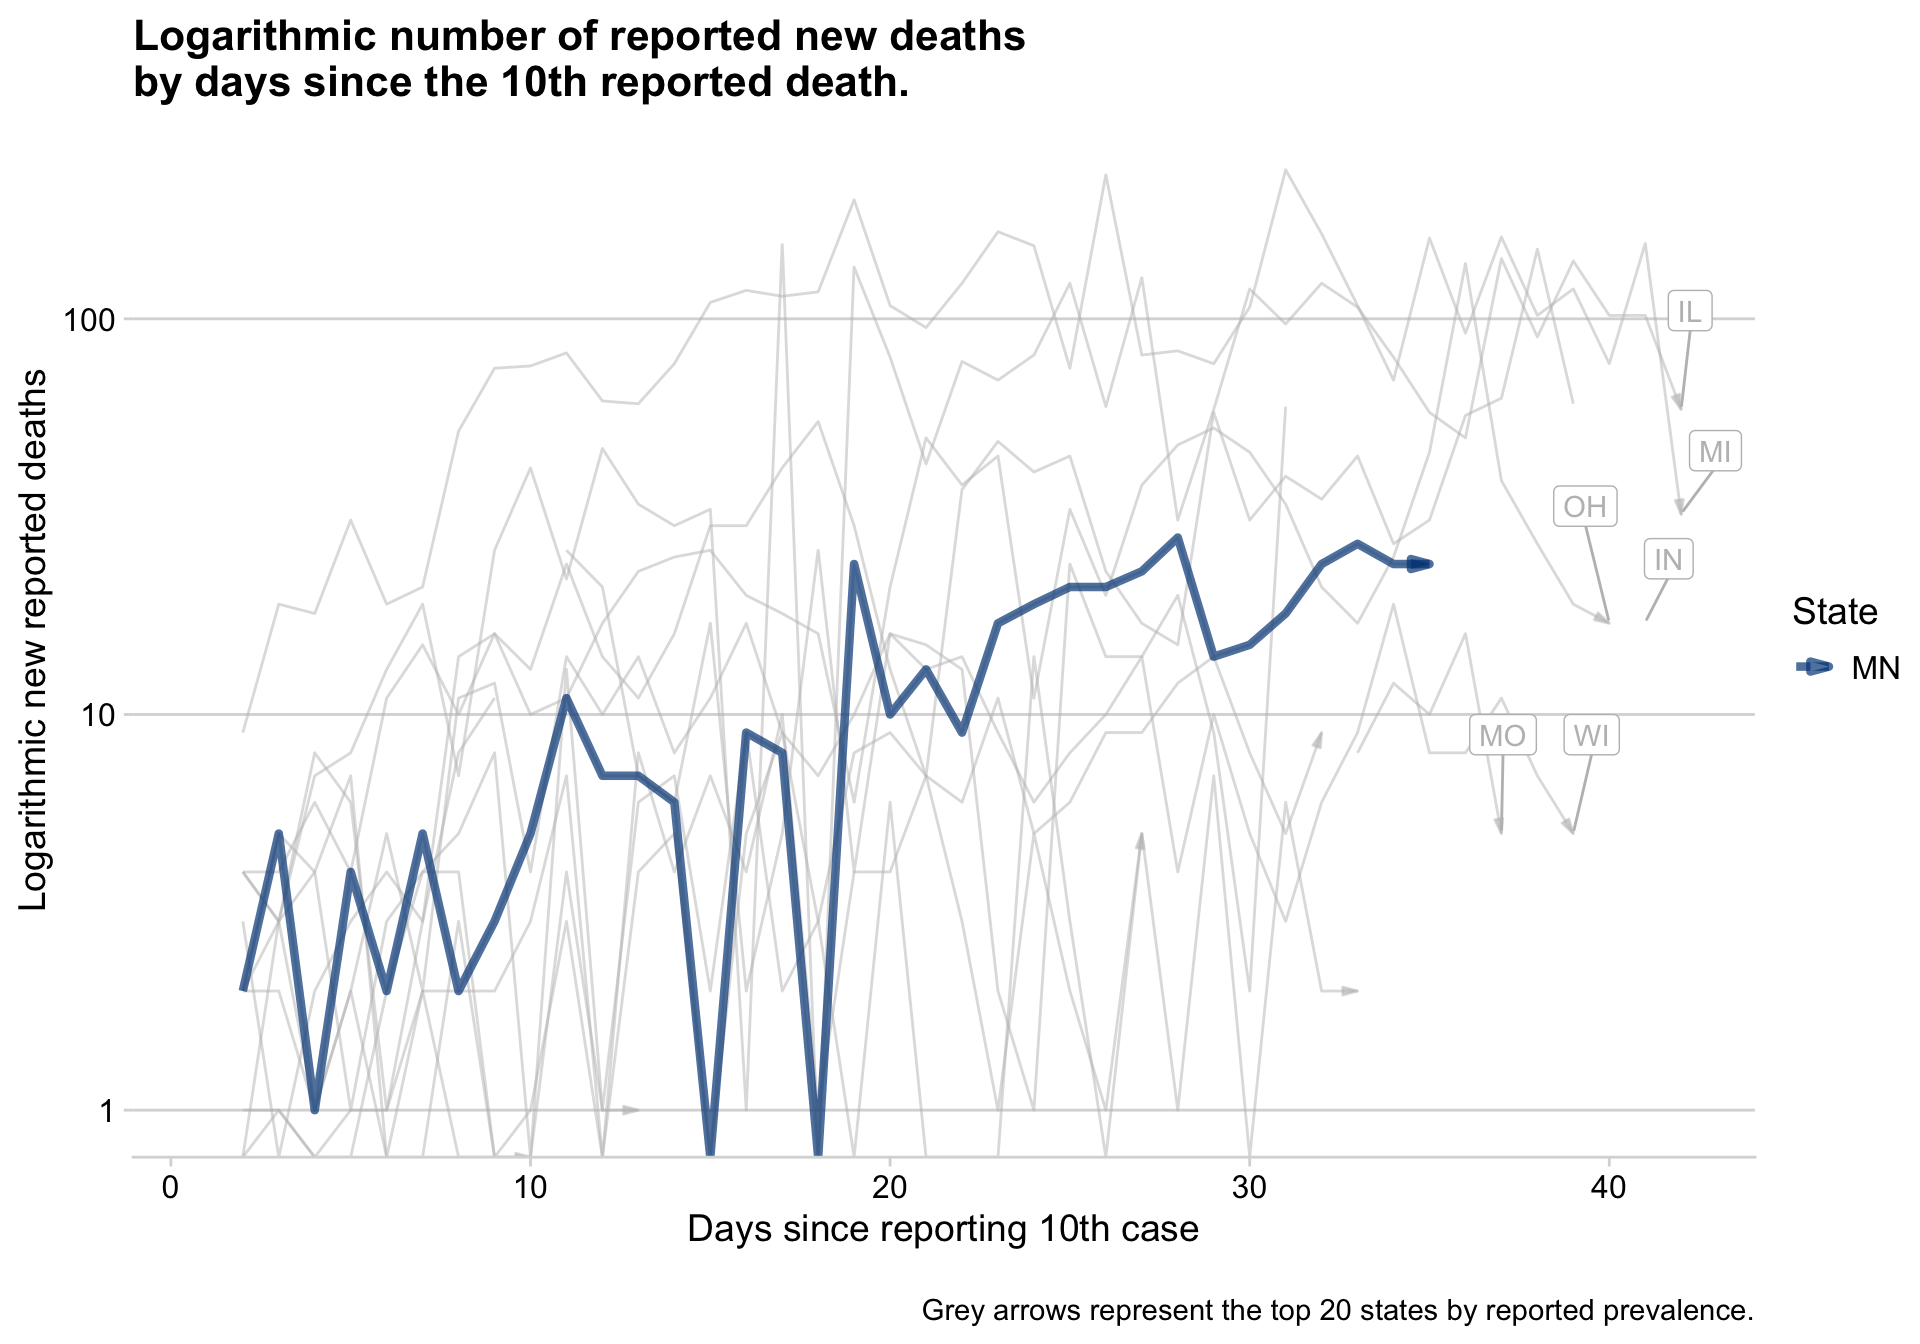 Logarithmic number of reported new deaths
by days since the 10th reported death.
Logarithmic new reported deaths
100
10
1
IL
MI
OH
IN
MO
WI
State
MN
0
10
20
30
40
Days since reporting 10th case
Grey arrows represent the top 20 states by reported prevalence.